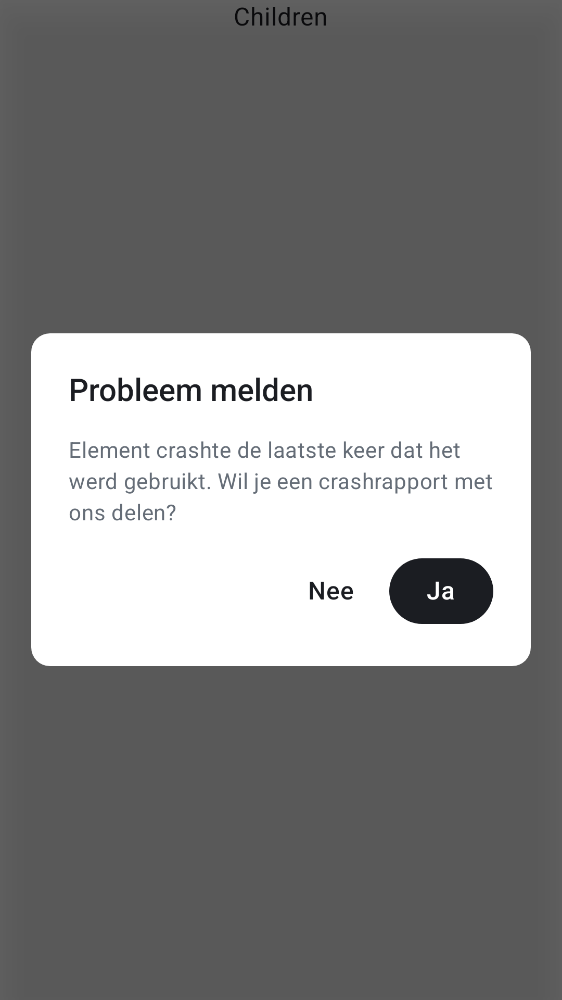 Children
Probleem melden
Element crashte de laatste keer dat het
werd gebruikt. Wil je een crashrapport met
ons delen?
Nee
Ja